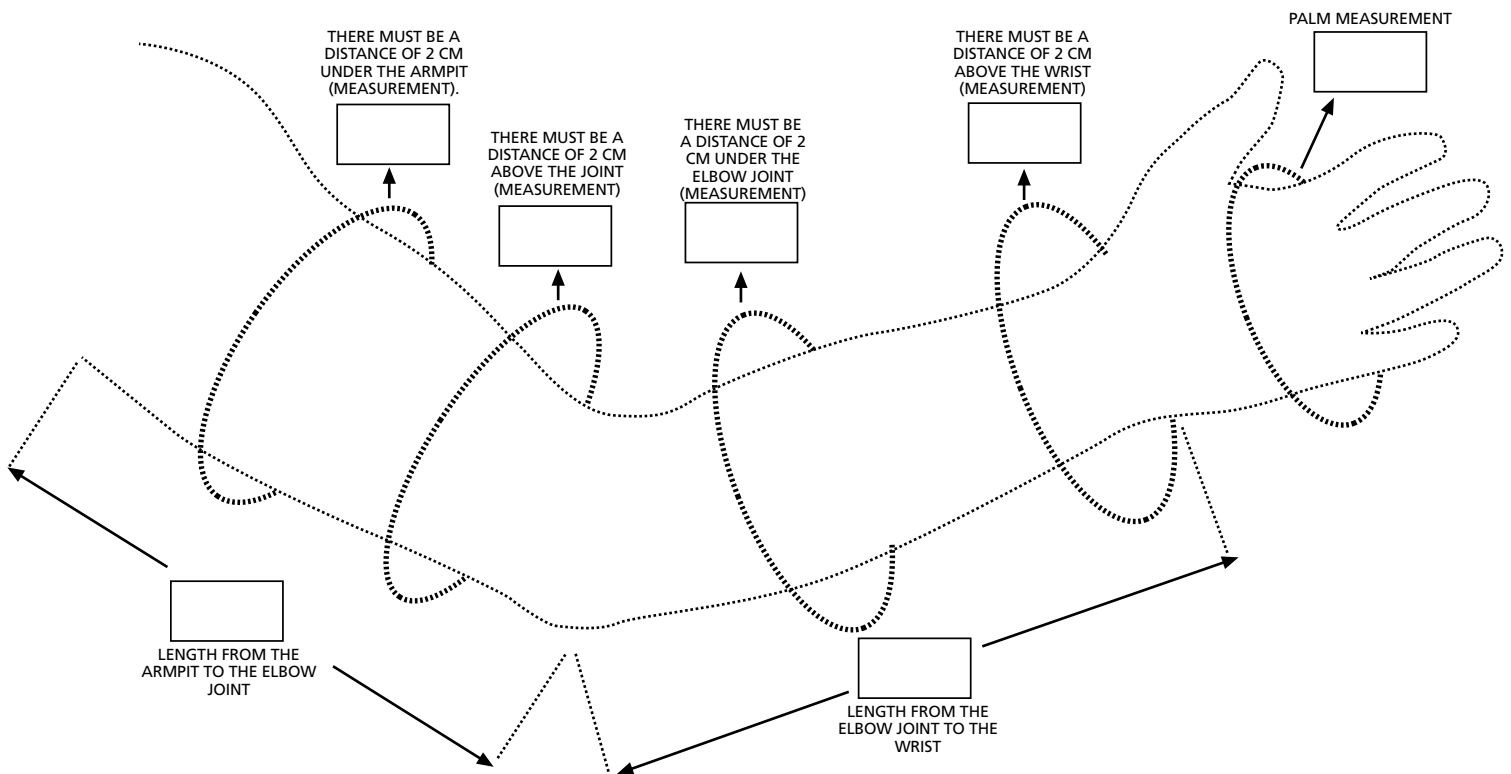 THERE MUST BE A
DISTANCE OF 2 CM
UNDER THE ARMPIT
(MEASUREMENT).
THERE MUST BE A
DISTANCE OF 2 CM
ABOVE THE JOINT
(MEASUREMENT)
THERE MUST BE
A DISTANCE OF 2
CM UNDER THE
ELBOW JOINT
(MEASUREMENT)
THERE MUST BE A
DISTANCE OF 2 CM
ABOVE THE WRIST
(MEASUREMENT)
PALM MEASUREMENT
LENGTH FROM THE
ARMPIT TO THE ELBOW
JOINT
LENGTH FROM THE
ELBOW JOINT TO THE
WRIST